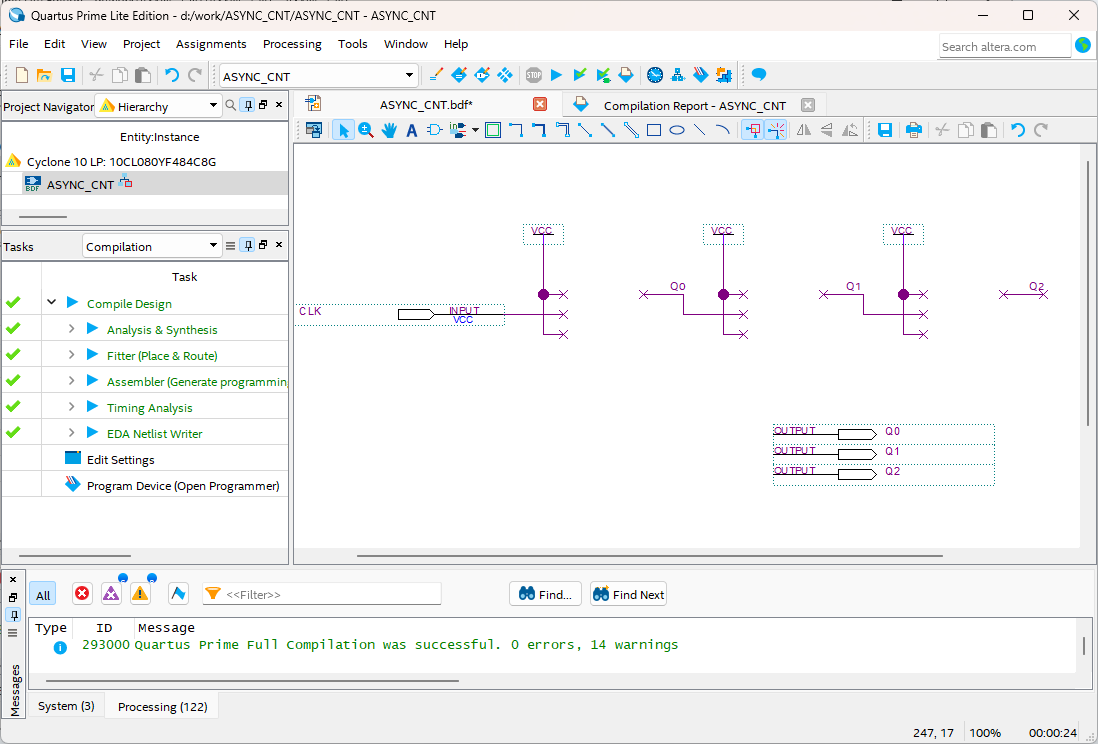 Quartus Prime Lite Edition - d:/work/ASYNC_CNT/ASYNC_CNT - ASYNC_CNT
File Edit View Project Assignments Processing Tools Window Help
Search altera.com
ASYNC_CNT
STOP
Project Navigator Hierarchy
ASYNC_CNT.bdf*
Compilation Report - ASYNC_CNT
Entity:Instance
Cyclone 10 LP: 10CL080YF484C8G
BDF ASYNC_CNT
Tasks Compilation
Task
Compile Design
Analysis & Synthesis
Fitter (Place & Route)
Assembler (Generate programmin
Timing Analysis
EDA Netlist Writer
Edit Settings
Program Device (Open Programmer)
VCC VCC VCC
Q0 Q1 Q2
CLK INPUT
VCC
OUTPUT Q0
OUTPUT Q1
OUTPUT Q2
All <<Filter>> Find... Find Next
Type ID Message
293000 Quartus Prime Full Compilation was successful. 0 errors, 14 warnings
Messages
System (3) Processing (122)
247, 17 100% 00:00:24